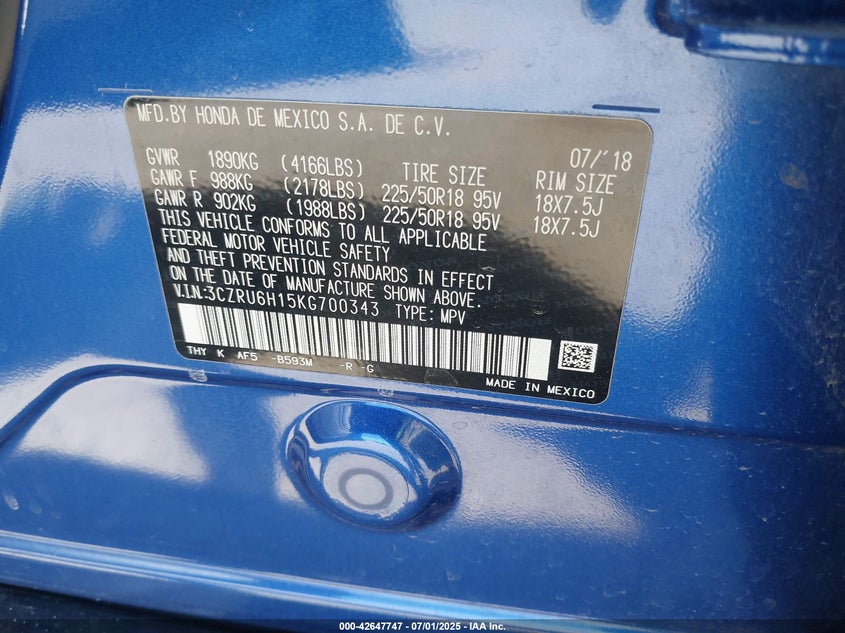 MFD.BY HONDA DE MEXICO S.A. DE C.V.
07/'18
GVWR 1890KG (4166LBS) TIRE SIZE RIM SIZE
GAWR F 988KG (2178LBS) 225/50R18 95V 18X7.5J
GAWR R 902KG (1988LBS) 225/50R18 95V 18X7.5J
THIS VEHICLE CONFORMS TO ALL APPLICABLE
FEDERAL MOTOR VEHICLE SAFETY
AND THEFT PREVENTION STANDARDS IN EFFECT
ON THE DATE OF MANUFACTURE SHOWN ABOVE.
V.I.N.:3CZRU6H15KG700343 TYPE: MPV
THY K AF5 -B593M -R -G
MADE IN MEXICO
000-42647747 - 07/01/2025 - IAA Inc.